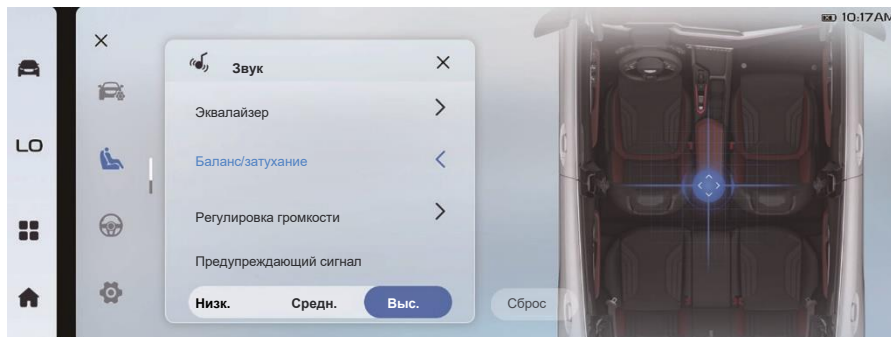 10:17AM
LO
Звук
Эквалайзер
Баланс/затухание
Регулировка громкости
Предупреждающий сигнал
Низк. Средн. Выс.
Сброс